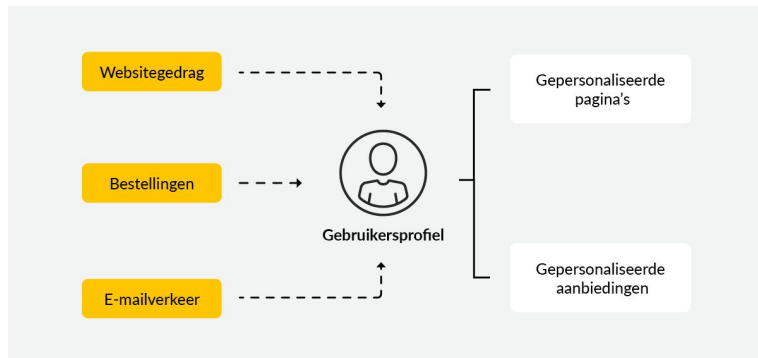 Websitegedrag
Bestellingen
E-mailverkeer
Gebruikersprofiel
Gepersonaliseerde
pagina’s
Gepersonaliseerde
aanbiedingen